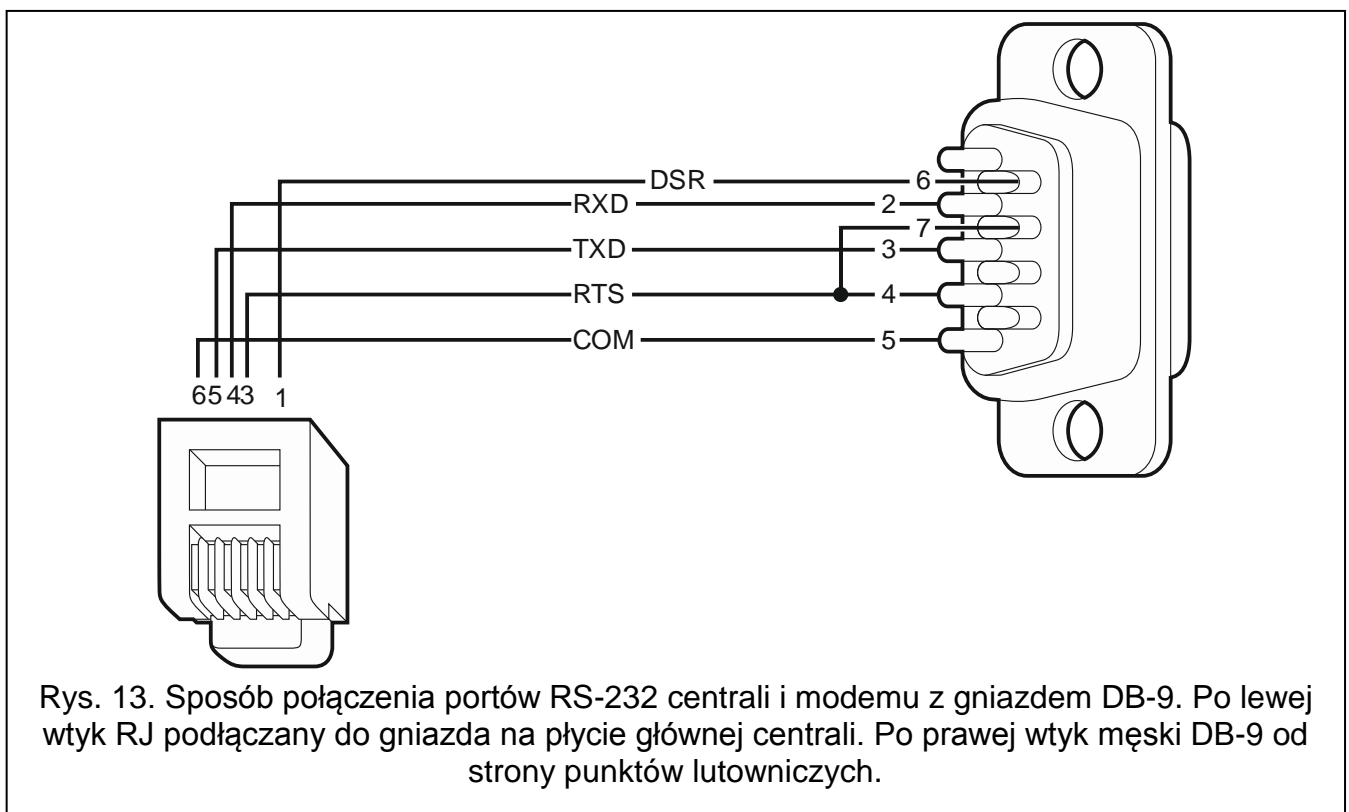 DSR 6
RXD 2
7
TXD 3
RTS 4
COM 5
6543 1
Rys. 13. Sposób połączenia portów RS-232 centrali i modemu z gniazdem DB-9. Po lewej
wtyk RJ podłączany do gniazda na płycie głównej centrali. Po prawej wtyk męski DB-9 od
strony punktów lutowniczych.